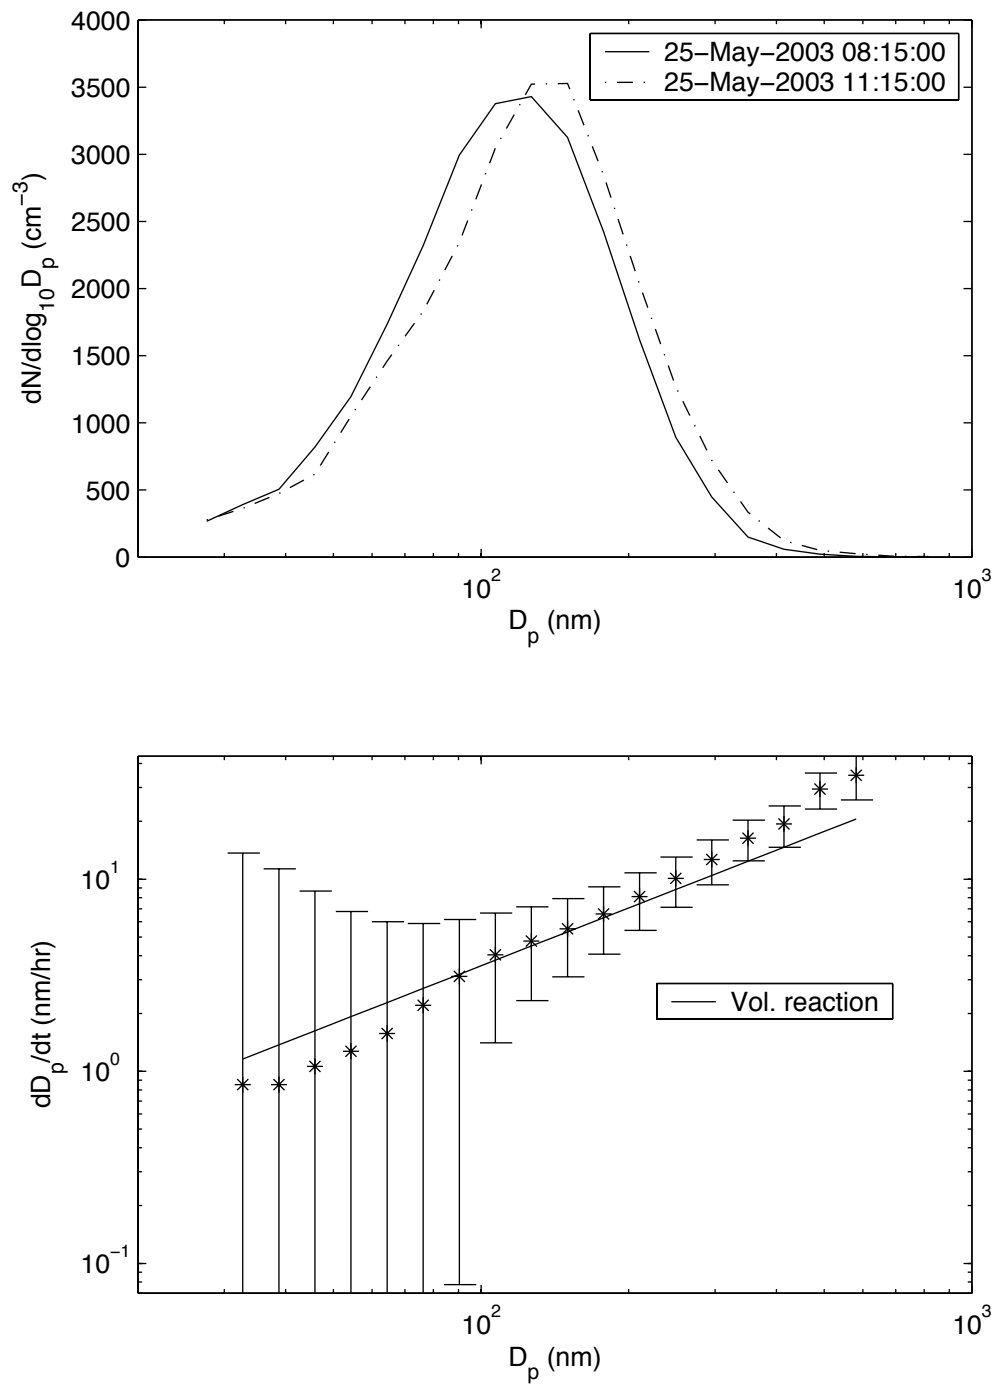 4000
3500
3000
2500
2000
1500
1000
500
0
dN/dlog₁₀Dₚ (cm⁻³)
25−May−2003 08:15:00
25−May−2003 11:15:00
10² 10³
Dₚ (nm)
10¹
10⁰
10⁻¹
dDₚ/dt (nm/hr)
Vol. reaction
10² 10³
Dₚ (nm)